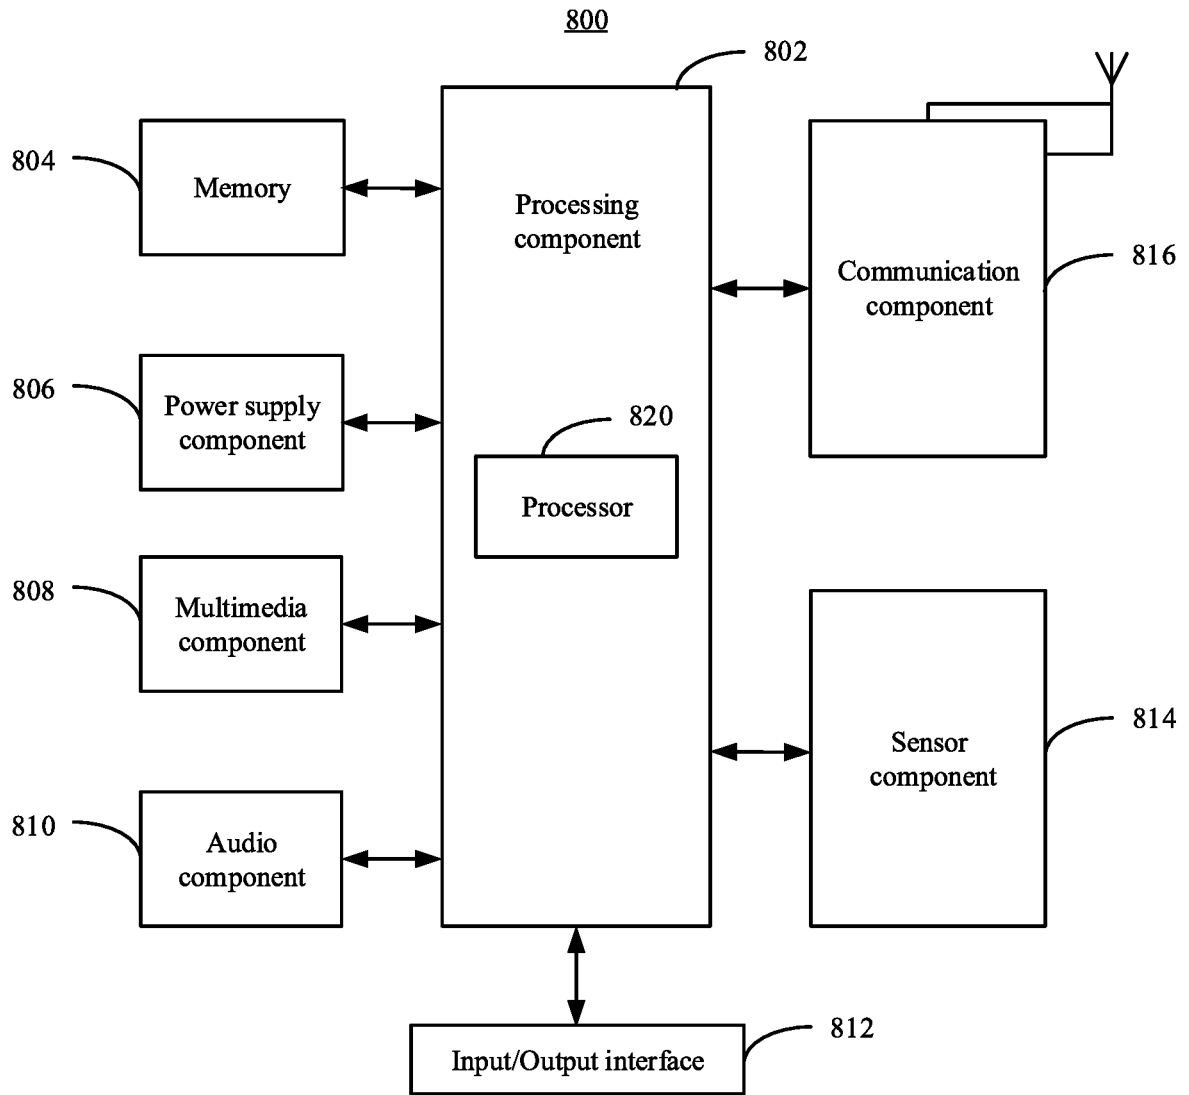 800
802
804
Memory
Processing
component
816
Communication
component
806
Power supply
component
820
Processor
808
Multimedia
component
814
Sensor
component
810
Audio
component
812
Input/Output interface